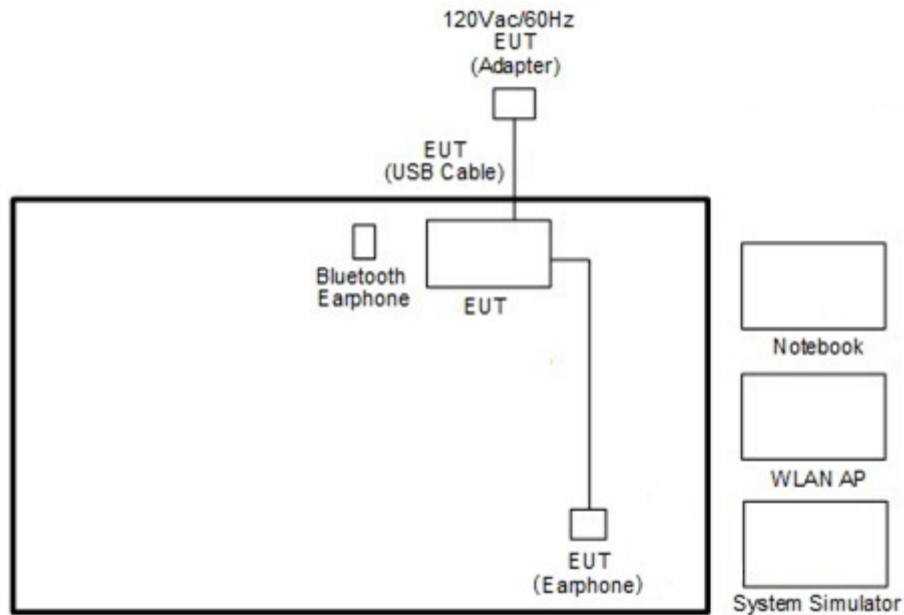 120Vac/60Hz
EUT
(Adapter)
EUT
(USB Cable)
Bluetooth
Earphone
EUT
Notebook
WLAN AP
EUT
(Earphone)
System Simulator